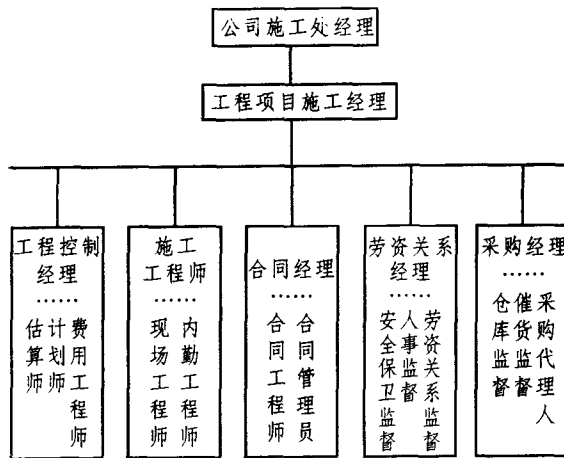 公司施工处经理
工程项目施工经理
工程控制
经理
……
费用工程师
计划师
估算师
施工
工程师
……
内勤工程师
现场工程师
合同经理
……
合同管理员
合同工程师
劳资关系
经理
……
劳资关系监督
人事监督
安全保卫监督
采购经理
……
采购代理人
催货监督
仓库监督